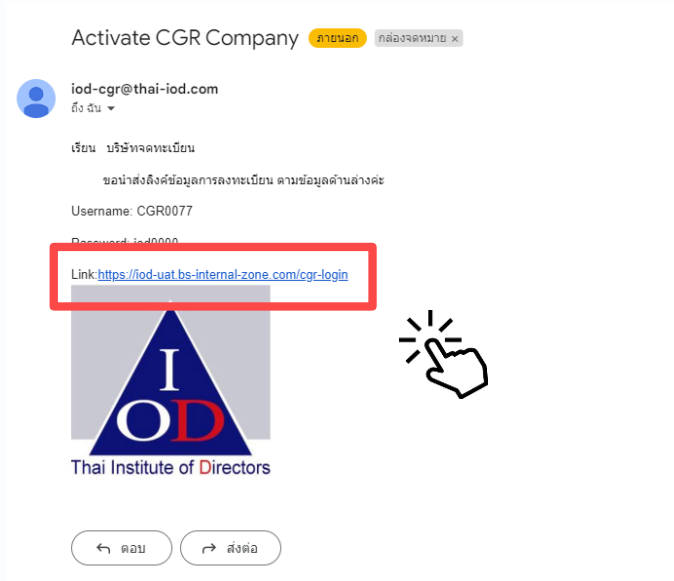 Activate CGR Company ภายนอก กล่องจดหมาย ×
iod-cgr@thai-iod.com
ถึง ฉัน
เรียน บริษัทจดทะเบียน
ขอนำส่งลิงค์ข้อมูลการลงทะเบียน ตามข้อมูลด้านล่างค่ะ
Username: CGR0077
Password: iod0000
Link:https://iod-uat.bs-internal-zone.com/cgr-login
I
OD
Thai Institute of Directors
ตอบ ส่งต่อ